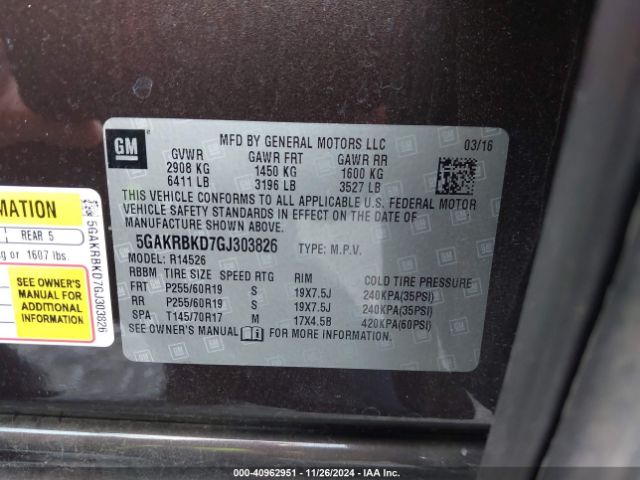 GM
MFD BY GENERAL MOTORS LLC 03/16
GVWR GAWR FRT GAWR RR
2908 KG 1450 KG 1600 KG
6411 LB 3196 LB 3527 LB
THIS VEHICLE CONFORMS TO ALL APPLICABLE U.S. FEDERAL MOTOR
VEHICLE SAFETY STANDARDS IN EFFECT ON THE DATE OF
MANUFACTURE SHOWN ABOVE.
5GAKRBKD7GJ303826 TYPE: M.P.V.
MODEL: R14526
RBBM TIRE SIZE SPEED RTG RIM COLD TIRE PRESSURE
FRT P255/60R19 S 19X7.5J 240KPA(35PSI)
RR P255/60R19 S 19X7.5J 240KPA(35PSI)
SPA T145/70R17 M 17X4.5B 420KPA(60PSI)
SEE OWNER'S MANUAL FOR MORE INFORMATION.
MATION
REAR 5
g or 1607 lbs.
SEE OWNER'S
MANUAL FOR
ADDITIONAL
INFORMATION
5GAKRBKD7GJ303826
© COPART: 40962951 - 11/26/2024 - IAA Inc.